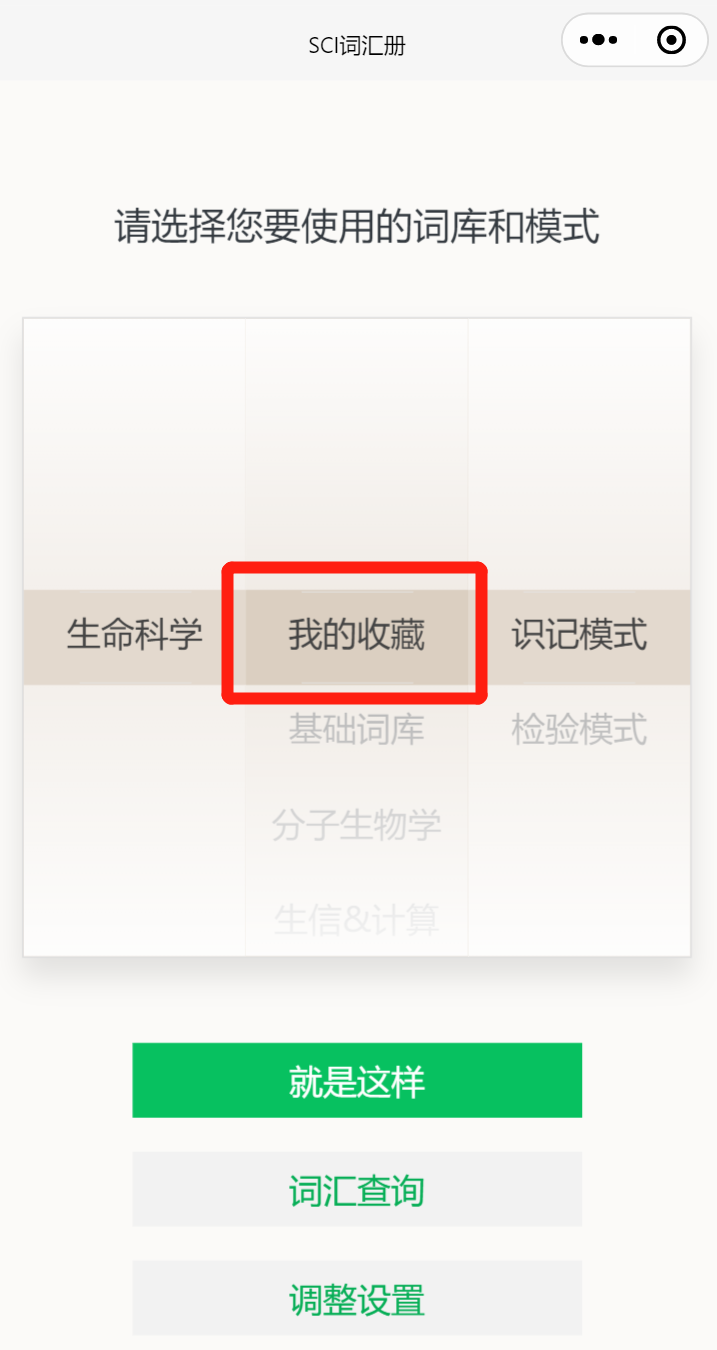 SCI词汇册
请选择您要使用的词库和模式
生命科学 我的收藏 识记模式
基础词库 检验模式
分子生物学
生信&计算
就是这样
词汇查询
调整设置